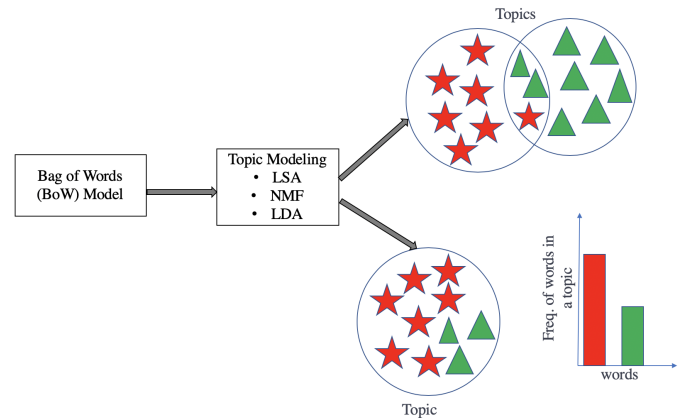 Topics
Bag of Words
(BoW) Model
Topic Modeling
• LSA
• NMF
• LDA
Topic
Freq. of words in
a topic
words